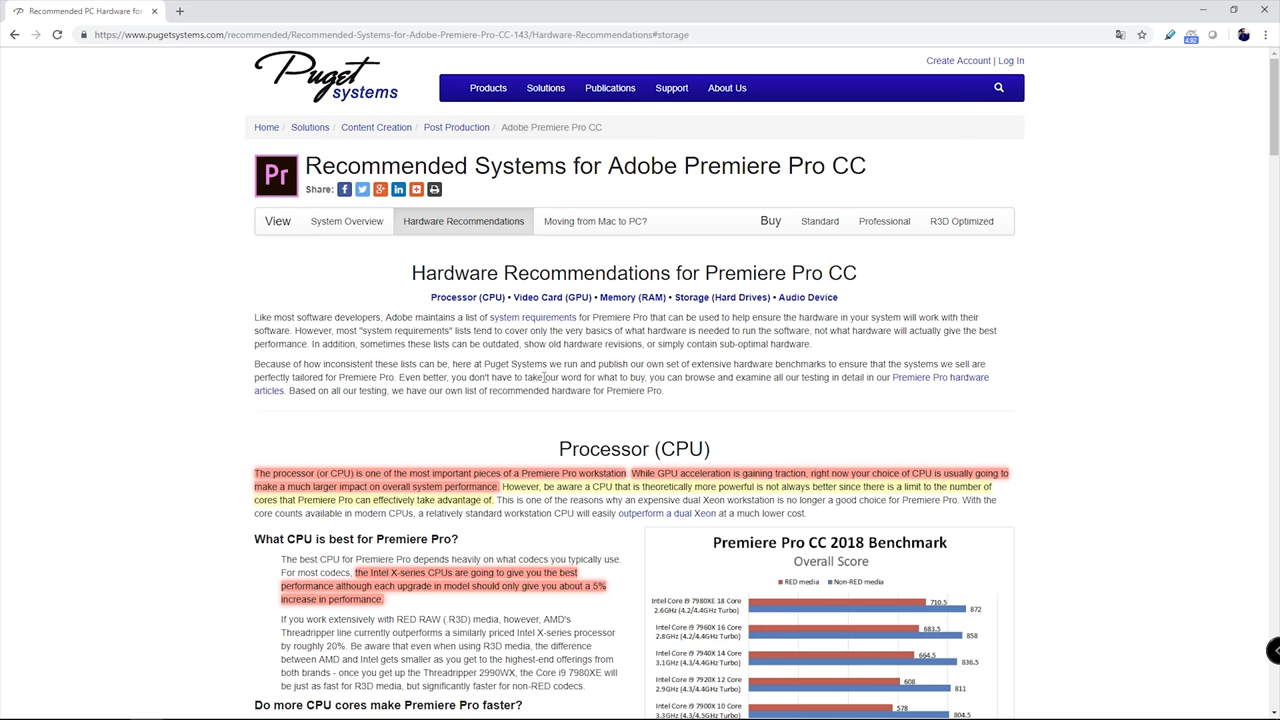 Recommended PC Hardware for
https://www.pugetsystems.com/recommended/Recommended-Systems-for-Adobe-Premiere-Pro-CC-143/Hardware-Recommendations#storage
4.92
Puget
systems
Create Account | Log In
Products Solutions Publications Support About Us
Home / Solutions / Content Creation / Post Production / Adobe Premiere Pro CC
Pr
Recommended Systems for Adobe Premiere Pro CC
Share:
View System Overview Hardware Recommendations Moving from Mac to PC? Buy Standard Professional R3D Optimized
Hardware Recommendations for Premiere Pro CC
Processor (CPU) • Video Card (GPU) • Memory (RAM) • Storage (Hard Drives) • Audio Device
Like most software developers, Adobe maintains a list of system requirements for Premiere Pro that can be used to help ensure the hardware in your system will work with their
software. However, most "system requirements" lists tend to cover only the very basics of what hardware is needed to run the software, not what hardware will actually give the best
performance. In addition, sometimes these lists can be outdated, show old hardware revisions, or simply contain sub-optimal hardware.
Because of how inconsistent these lists can be, here at Puget Systems we run and publish our own set of extensive hardware benchmarks to ensure that the systems we sell are
perfectly tailored for Premiere Pro. Even better, you don't have to take our word for what to buy, you can browse and examine all our testing in detail in our Premiere Pro hardware
articles. Based on all our testing, we have our own list of recommended hardware for Premiere Pro.
Processor (CPU)
The processor (or CPU) is one of the most important pieces of a Premiere Pro workstation. While GPU acceleration is gaining traction, right now your choice of CPU is usually going to
make a much larger impact on overall system performance. However, be aware a CPU that is theoretically more powerful is not always better since there is a limit to the number of
cores that Premiere Pro can effectively take advantage of. This is one of the reasons why an expensive dual Xeon workstation is no longer a good choice for Premiere Pro. With the
core counts available in modern CPUs, a relatively standard workstation CPU will easily outperform a dual Xeon at a much lower cost.
What CPU is best for Premiere Pro?
The best CPU for Premiere Pro depends heavily on what codecs you typically use.
For most codecs, the Intel X-series CPUs are going to give you the best
performance although each upgrade in model should only give you about a 5%
increase in performance.
If you work extensively with RED RAW (.R3D) media, however, AMD's
Threadripper line currently outperforms a similarly priced Intel X-series processor
by roughly 20%. Be aware that even when using R3D media, the difference
between AMD and Intel gets smaller as you get to the highest-end offerings from
both brands - once you get up the Threadripper 2990WX, the Core i9 7980XE will
be just as fast for R3D media, but significantly faster for non-RED codecs.
Do more CPU cores make Premiere Pro faster?
Premiere Pro CC 2018 Benchmark
Overall Score
RED media Non-RED media
Intel Core i9 7980XE 18 Core
2.6GHz (4.2/4.4GHz Turbo)
710.5
872
Intel Core i9 7960X 16 Core
2.8GHz (4.2/4.4GHz Turbo)
683.5
858
Intel Core i9 7940X 14 Core
3.1GHz (4.3/4.4GHz Turbo)
664.5
836.5
Intel Core i9 7920X 12 Core
2.9GHz (4.3/4.4GHz Turbo)
608
811
Intel Core i9 7900X 10 Core
3.3GHz (4.3/4.5GHz Turbo)
578
804.5